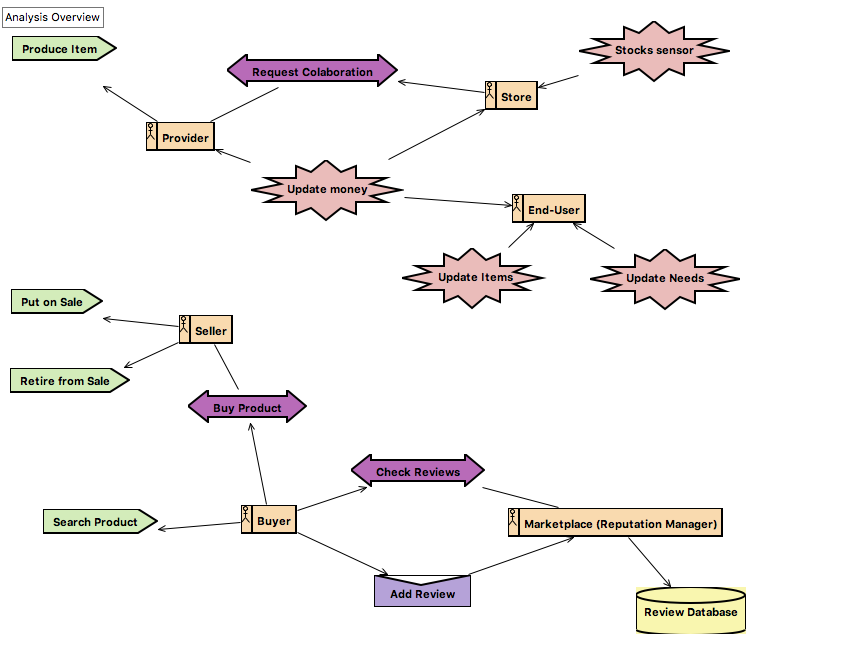 Analysis Overview
Produce Item
Request Colaboration
Stocks sensor
Store
Provider
Update money
End-User
Update Items
Update Needs
Put on Sale
Seller
Retire from Sale
Buy Product
Check Reviews
Search Product
Buyer
Marketplace (Reputation Manager)
Add Review
Review Database